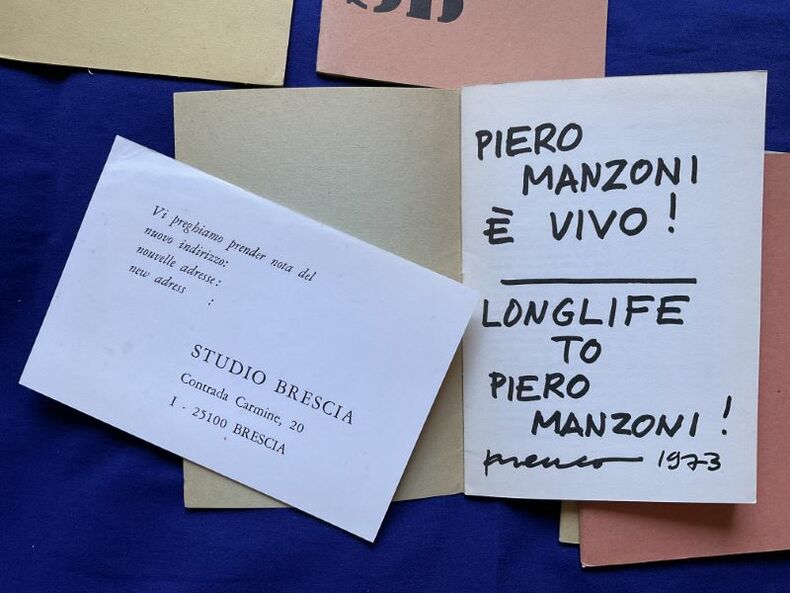 SB
Vi preghiamo prender nota del
nuovo indirizzo:
nouvelle adresse:
new adress :
STUDIO BRESCIA
Contrada Carmine, 20
I - 25100 BRESCIA
PIERO
MANZONI
È VIVO!
LONGLIFE
TO
PIERO
MANZONI!
1973